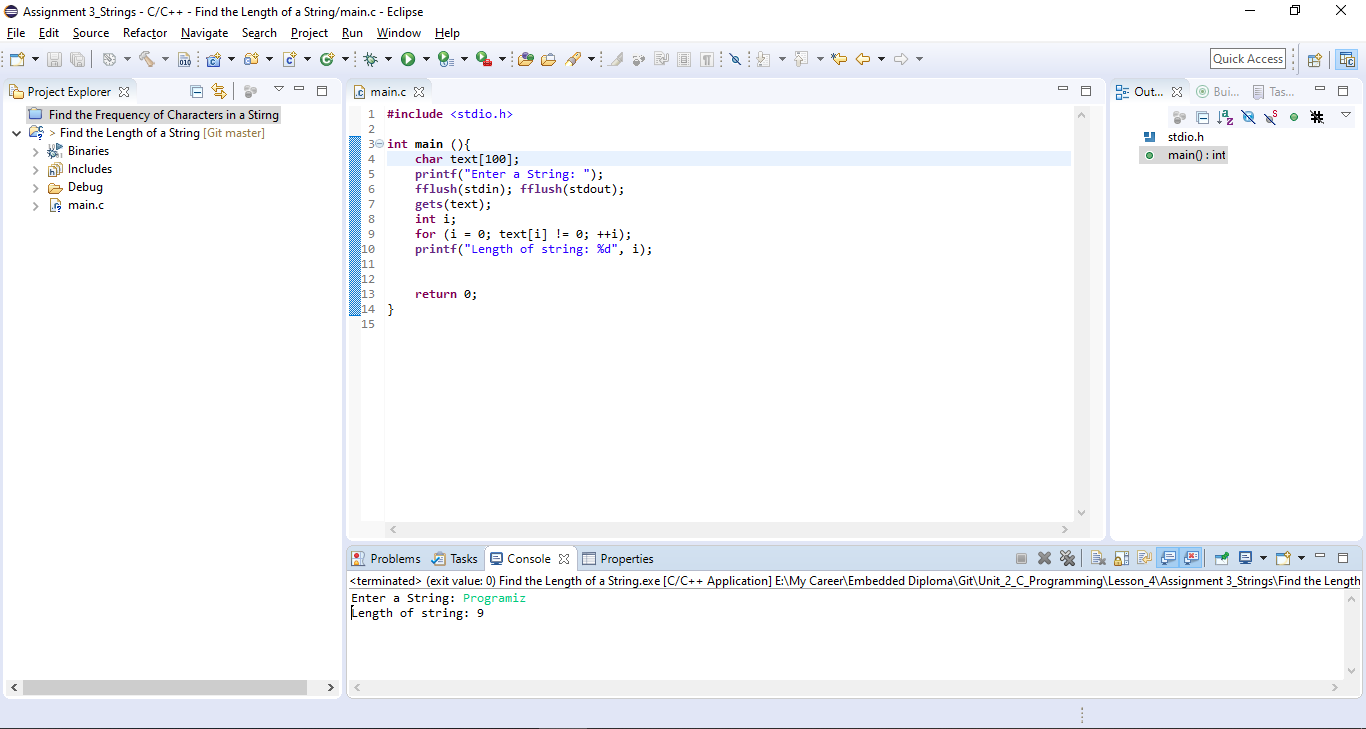 Assignment 3_Strings - C/C++ - Find the Length of a String/main.c - Eclipse
File Edit Source Refactor Navigate Search Project Run Window Help
Quick Access
Project Explorer
Find the Frequency of Characters in a Stirng
> Find the Length of a String [Git master]
Binaries
Includes
Debug
main.c
main.c
1 #include <stdio.h>
2
3 int main (){
4 char text[100];
5 printf("Enter a String: ");
6 fflush(stdin); fflush(stdout);
7 gets(text);
8 int i;
9 for (i = 0; text[i] != 0; ++i);
10 printf("Length of string: %d", i);
11
12
13 return 0;
14 }
15
Out... Bui... Tas...
stdio.h
main() : int
Problems Tasks Console Properties
<terminated> (exit value: 0) Find the Length of a String.exe [C/C++ Application] E:\My Career\Embedded Diploma\Git\Unit_2_C_Programming\Lesson_4\Assignment 3_Strings\Find the Length
Enter a String: Programiz
Length of string: 9